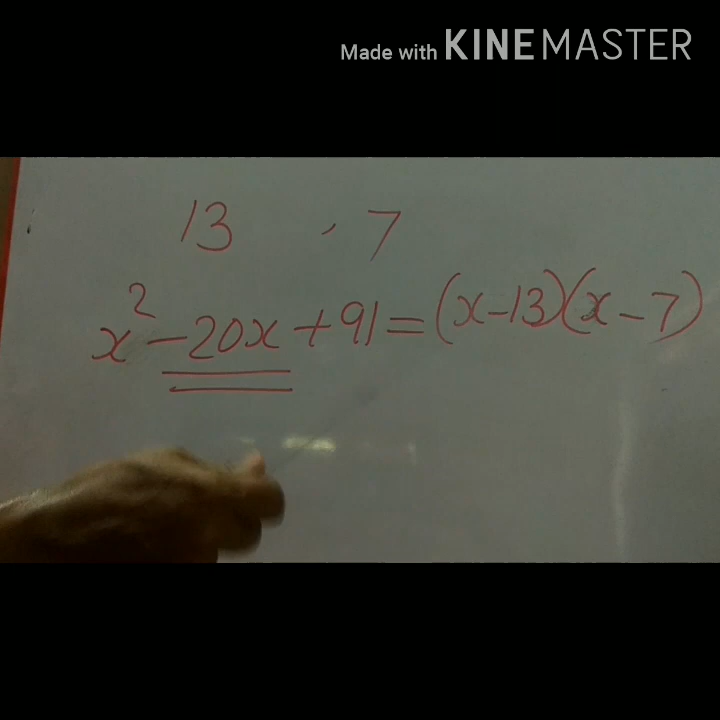 Made with KINEMASTER
13 , 7
x² - 20x + 91 = (x-13)(x-7)